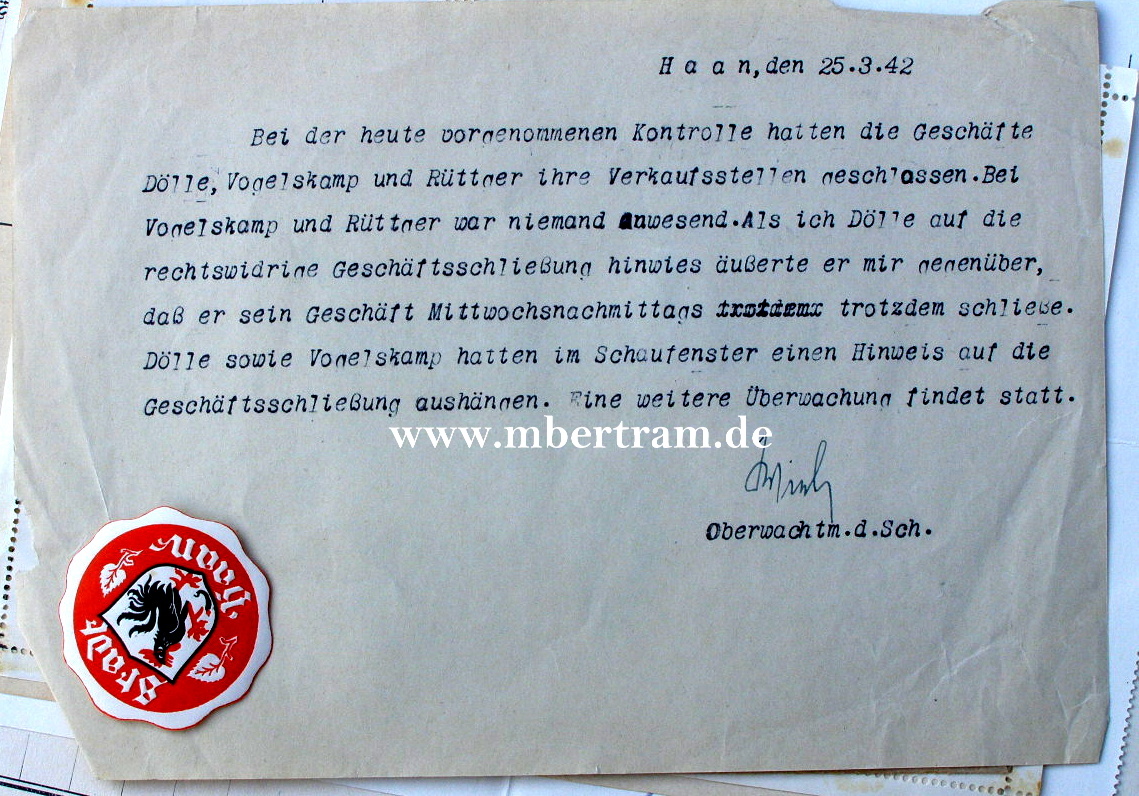 H a a n, den 25.3.42
Bei der heute vorgenommenen Kontrolle hatten die Geschäfte
Dölle, Vogelskamp und Rüttger ihre Verkaufsstellen geschlossen. Bei
Vogelskamp und Rüttger war niemand anwesend. Als ich Dölle auf die
rechtswidrige Geschäftsschließung hinwies äußerte er mir gegenüber,
daß er sein Geschäft Mittwochsnachmittags trotzdem schließe.
Dölle sowie Vogelskamp hatten im Schaufenster einen Hinweis auf die
Geschäftsschließung aushängen. Eine weitere Überwachung findet statt.
www.mbertram.de
Oberwachtm.d.Sch.
Stadt Haan